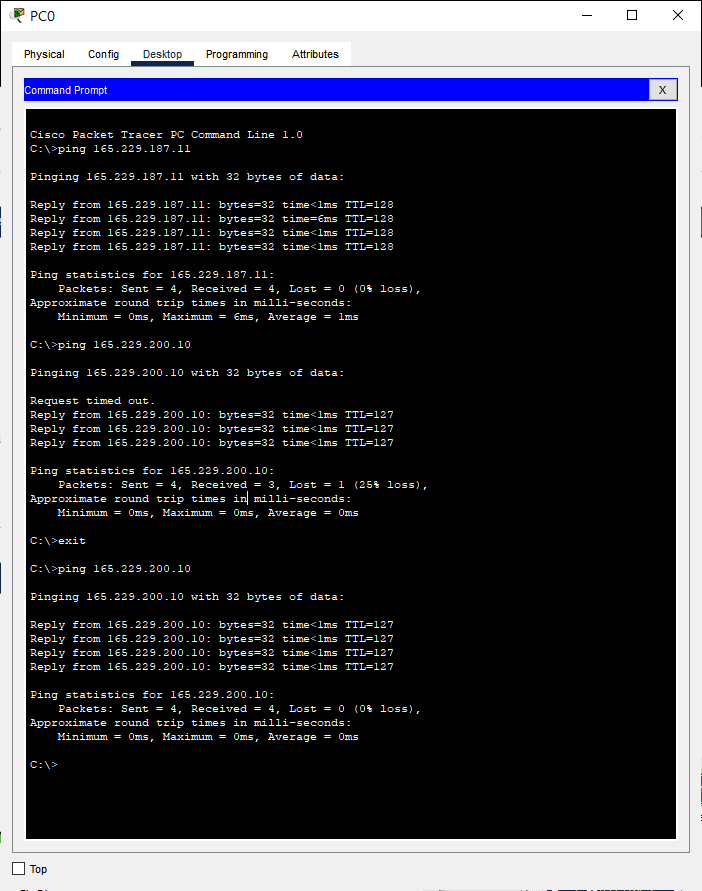 PC0
Physical Config Desktop Programming Attributes
Command Prompt X
Cisco Packet Tracer PC Command Line 1.0
C:\>ping 165.229.187.11
Pinging 165.229.187.11 with 32 bytes of data:
Reply from 165.229.187.11: bytes=32 time<1ms TTL=128
Reply from 165.229.187.11: bytes=32 time=6ms TTL=128
Reply from 165.229.187.11: bytes=32 time<1ms TTL=128
Reply from 165.229.187.11: bytes=32 time<1ms TTL=128
Ping statistics for 165.229.187.11:
Packets: Sent = 4, Received = 4, Lost = 0 (0% loss),
Approximate round trip times in milli-seconds:
Minimum = 0ms, Maximum = 6ms, Average = 1ms
C:\>ping 165.229.200.10
Pinging 165.229.200.10 with 32 bytes of data:
Request timed out.
Reply from 165.229.200.10: bytes=32 time<1ms TTL=127
Reply from 165.229.200.10: bytes=32 time<1ms TTL=127
Reply from 165.229.200.10: bytes=32 time<1ms TTL=127
Ping statistics for 165.229.200.10:
Packets: Sent = 4, Received = 3, Lost = 1 (25% loss),
Approximate round trip times in milli-seconds:
Minimum = 0ms, Maximum = 0ms, Average = 0ms
C:\>exit
C:\>ping 165.229.200.10
Pinging 165.229.200.10 with 32 bytes of data:
Reply from 165.229.200.10: bytes=32 time<1ms TTL=127
Reply from 165.229.200.10: bytes=32 time<1ms TTL=127
Reply from 165.229.200.10: bytes=32 time<1ms TTL=127
Reply from 165.229.200.10: bytes=32 time<1ms TTL=127
Ping statistics for 165.229.200.10:
Packets: Sent = 4, Received = 4, Lost = 0 (0% loss),
Approximate round trip times in milli-seconds:
Minimum = 0ms, Maximum = 0ms, Average = 0ms
C:\>
Top